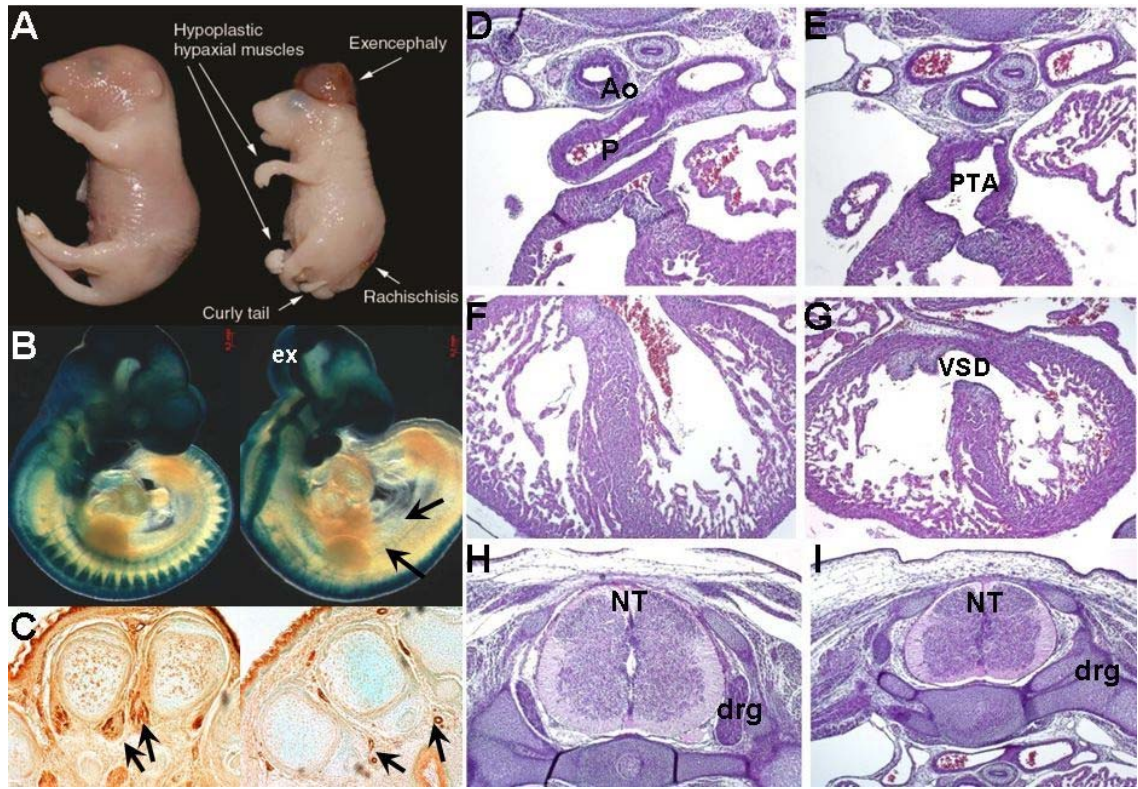 A
Hypoplastic
hypaxial muscles
Exencephaly
Rachischisis
Curly tail
B
ex
C
D
Ao
P
E
PTA
F
G
VSD
H
NT
drg
I
NT
drg